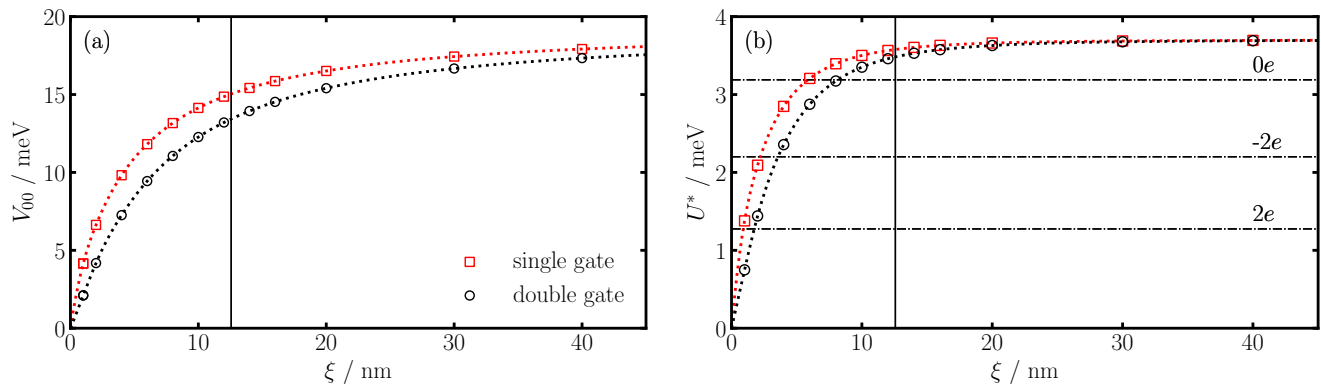 (a)
V₀₀ / meV
20
15
10
5
0
0
10
20
30
40
ξ / nm
single gate
double gate
(b)
U* / meV
4
3
2
1
0
0
10
20
30
40
ξ / nm
0e
-2e
2e